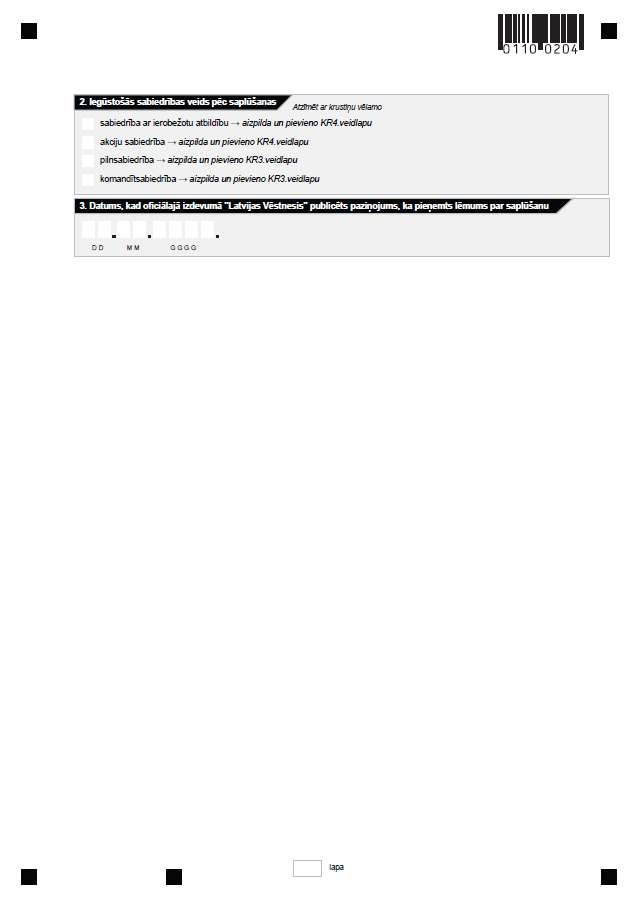 0110 0204
2. Iegūstošās sabiedrības veids pēc saplūšanas
Atzīmēt ar krustiņu vēlamo
sabiedrība ar ierobežotu atbildību → aizpilda un pievieno KR4.veidlapu
akciju sabiedrība → aizpilda un pievieno KR4.veidlapu
pilnsabiedrība → aizpilda un pievieno KR3.veidlapu
komandītsabiedrība → aizpilda un pievieno KR3.veidlapu
3. Datums, kad oficiālajā izdevumā "Latvijas Vēstnesis" publicēts paziņojums, ka pieņemts lēmums par saplūšanu
. . .
D D M M G G G G
lapa